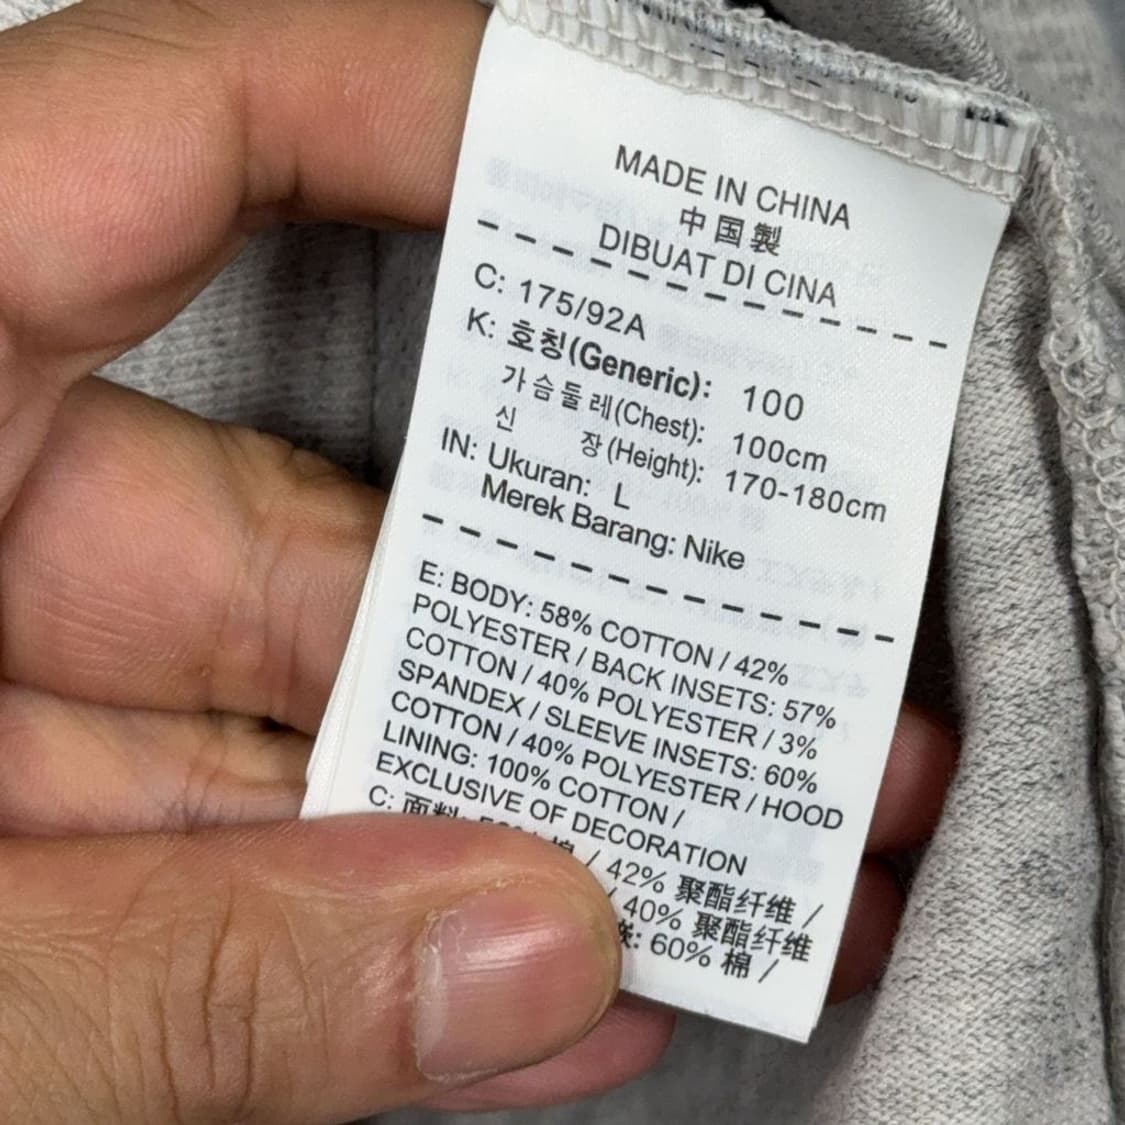 MADE IN CHINA
中国製
DIBUAT DI CINA
C: 175/92A
K: 호칭(Generic): 100
가슴둘레(Chest): 100cm
신 장(Height): 170-180cm
IN: Ukuran: L
Merek Barang: Nike
E: BODY: 58% COTTON / 42%
POLYESTER / BACK INSETS: 57%
COTTON / 40% POLYESTER / 3%
SPANDEX / SLEEVE INSETS: 60%
COTTON / 40% POLYESTER / HOOD
LINING: 100% COTTON /
EXCLUSIVE OF DECORATION
C: 面料: 棉 / 42% 聚酯纤维 /
/ 40% 聚酯纤维
: 60% 棉 /